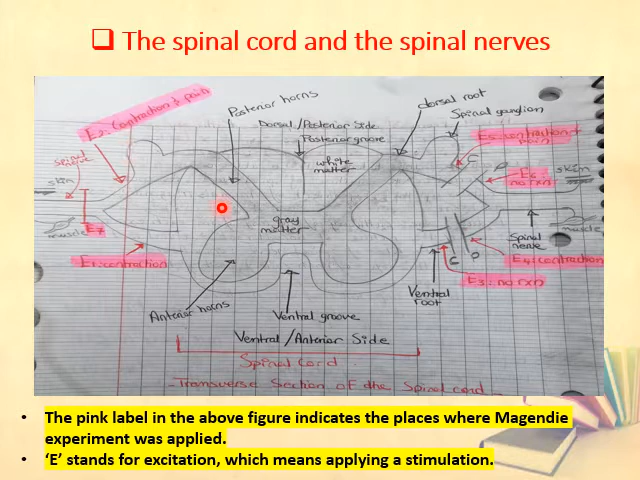 The spinal cord and the spinal nerves
E2: contraction & pain
Posterior horns
dorsal root
Spinal ganglion
Dorsal/Posterior Side
Posterior groove
E5: contraction &
pain
white
matter
skin
E6:
no rxn
skin
gray
matter
muscle
E7
muscle
Spinal
nerve
E1: contraction
E4: contraction
C
C
P
E3: no rxn
Ventral
root
Anterior horns
Ventral groove
Ventral/Anterior Side
Spinal Cord
- Transverse Section of the Spinal cord -
• The pink label in the above figure indicates the places where Magendie
experiment was applied.
• ‘E’ stands for excitation, which means applying a stimulation.